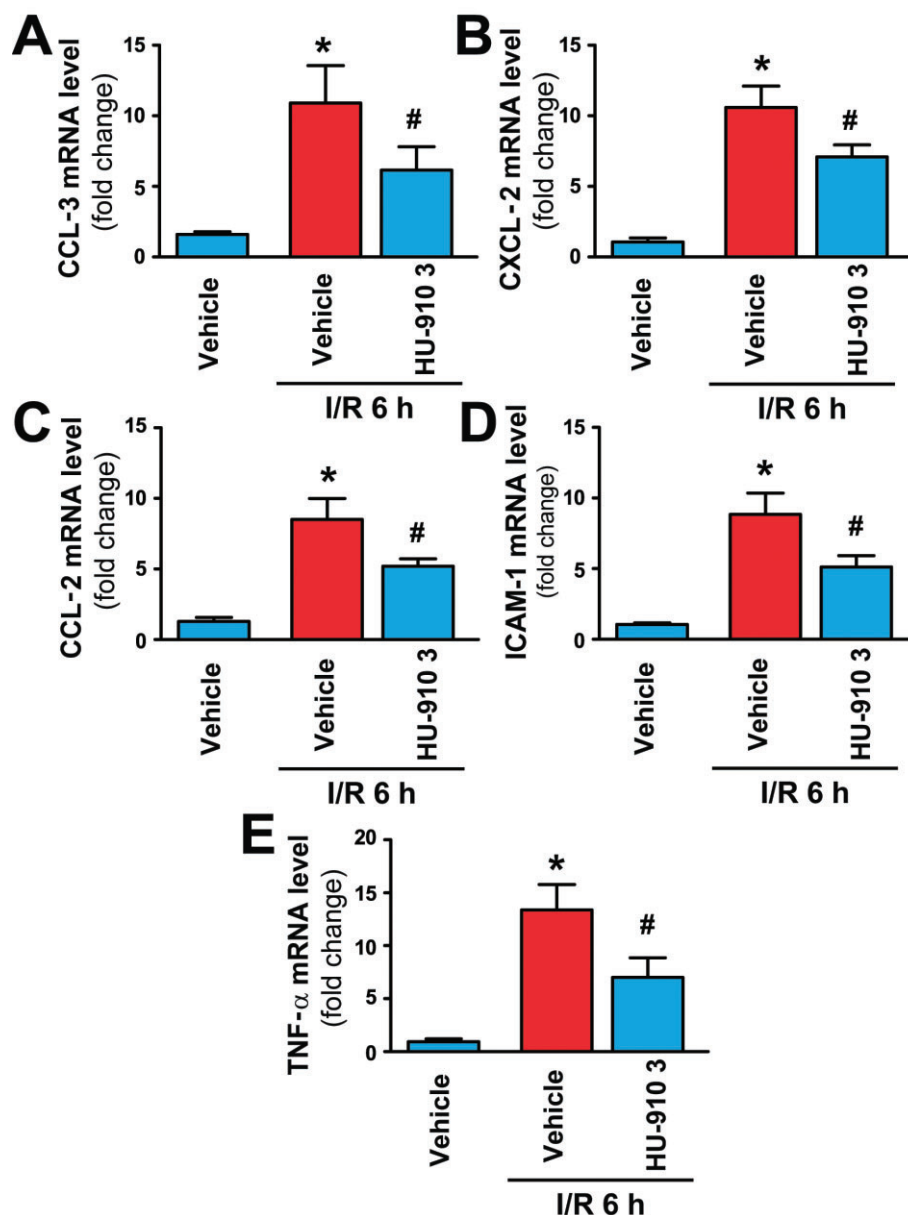 A
CCL-3 mRNA level
(fold change)
15
10
5
0
*
#
Vehicle
Vehicle
HU-910 3
I/R 6 h
B
CXCL-2 mRNA level
(fold change)
15
10
5
0
*
#
Vehicle
Vehicle
HU-910 3
I/R 6 h
C
CCL-2 mRNA level
(fold change)
15
10
5
0
*
#
Vehicle
Vehicle
HU-910 3
I/R 6 h
D
ICAM-1 mRNA level
(fold change)
15
10
5
0
*
#
Vehicle
Vehicle
HU-910 3
I/R 6 h
E
TNF-α mRNA level
(fold change)
20
15
10
5
0
*
#
Vehicle
Vehicle
HU-910 3
I/R 6 h